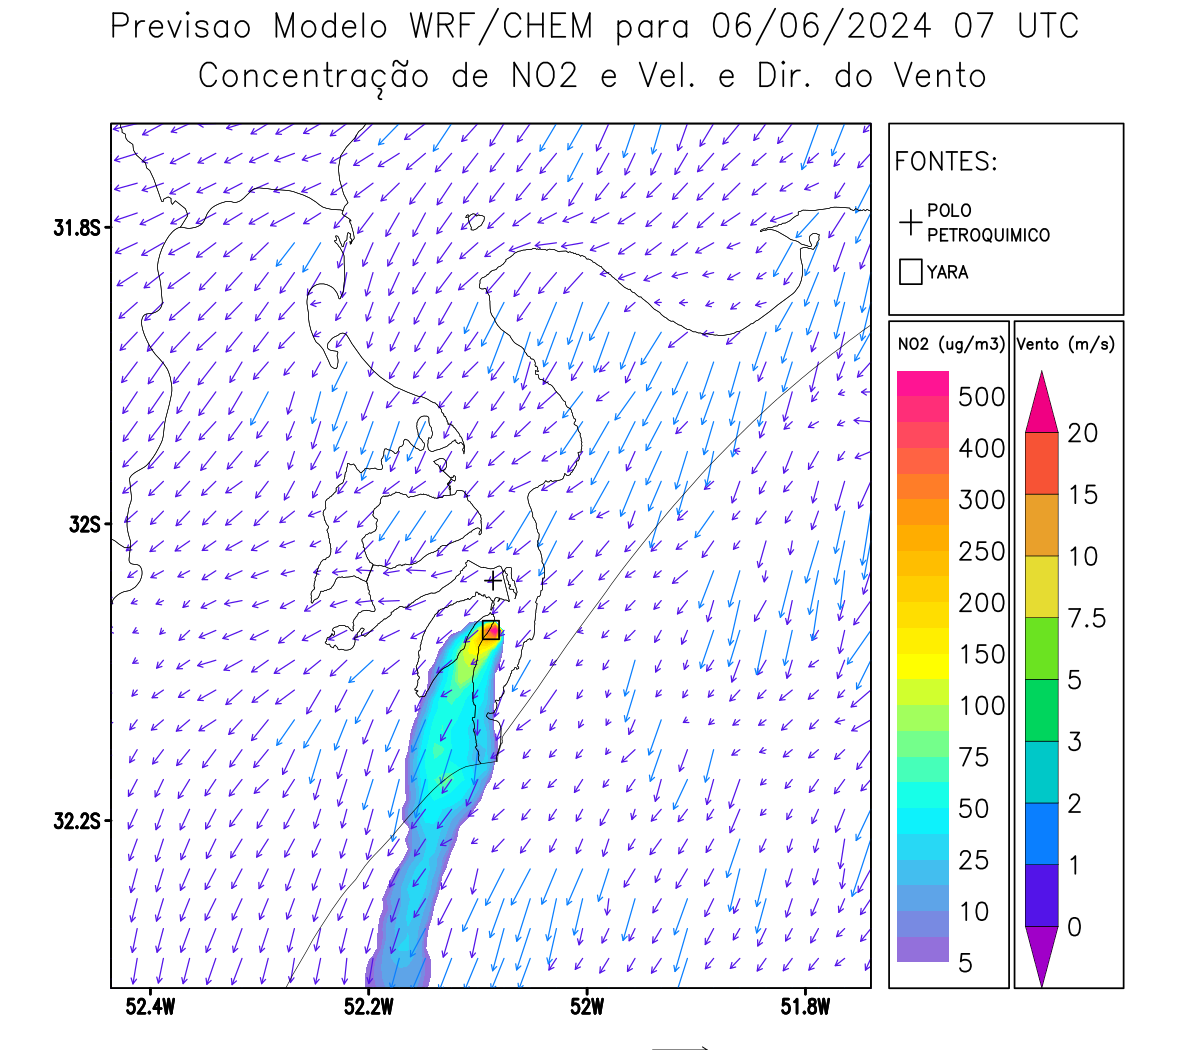 Previsao Modelo WRF/CHEM para 06/06/2024 07 UTC
Concentração de NO2 e Vel. e Dir. do Vento
FONTES:
POLO
PETROQUIMICO
YARA
NO2 (ug/m3)
500
400
300
250
200
150
100
75
50
25
10
5
Vento (m/s)
20
15
10
7.5
5
3
2
1
0
31.8S
32S
32.2S
52.4W
52.2W
52W
51.8W